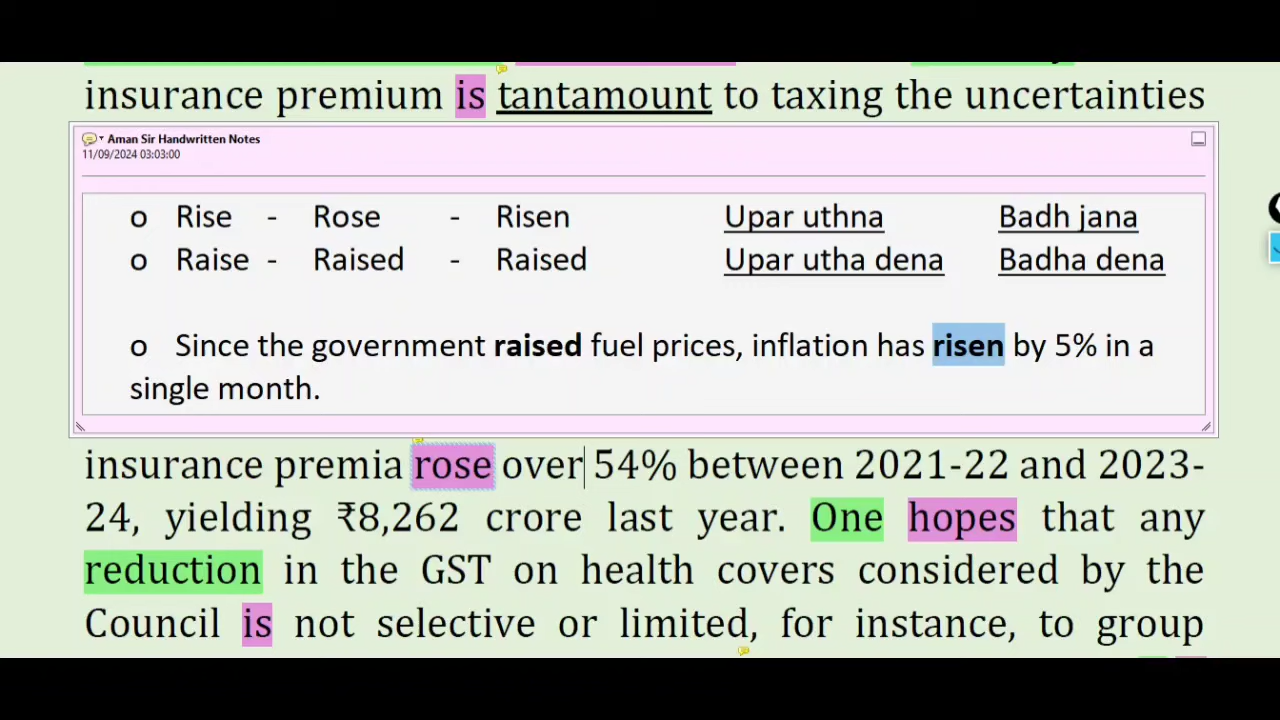 insurance premium is tantamount to taxing the uncertainties
Aman Sir Handwritten Notes
11/09/2024 03:03:00
o Rise - Rose - Risen Upar uthna Badh jana
o Raise - Raised - Raised Upar utha dena Badha dena
o Since the government raised fuel prices, inflation has risen by 5% in a
single month.
insurance premia rose over 54% between 2021-22 and 2023-
24, yielding ₹8,262 crore last year. One hopes that any
reduction in the GST on health covers considered by the
Council is not selective or limited, for instance, to group